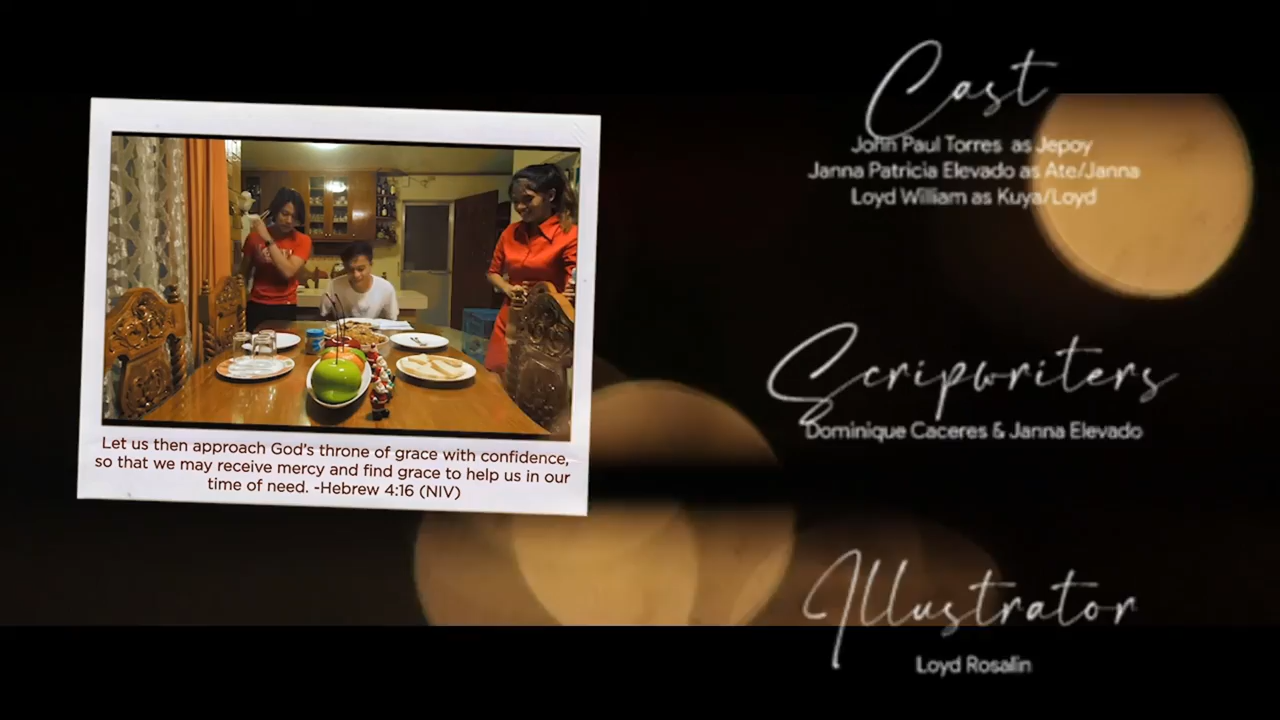 Let us then approach God's throne of grace with confidence,
so that we may receive mercy and find grace to help us in our
time of need. -Hebrew 4:16 (NIV)
Cast
John Paul Torres as Jepoy
Janna Patricia Elevado as Ate/Janna
Loyd William as Kuya/Loyd
Scripwriters
Dominique Caceres & Janna Elevado
Illustrator
Loyd Rosalin